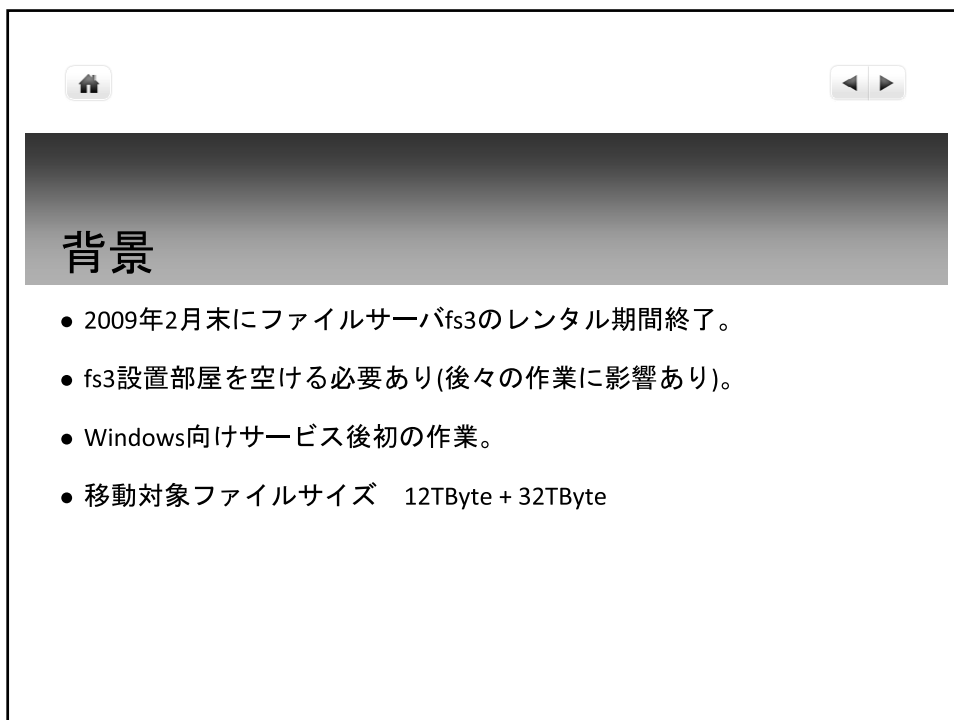 背景
● 2009年2月末にファイルサーバfs3のレンタル期間終了。
● fs3設置部屋を空ける必要あり(後々の作業に影響あり)。
● Windows向けサービス後初の作業。
● 移動対象ファイルサイズ　12TByte + 32TByte